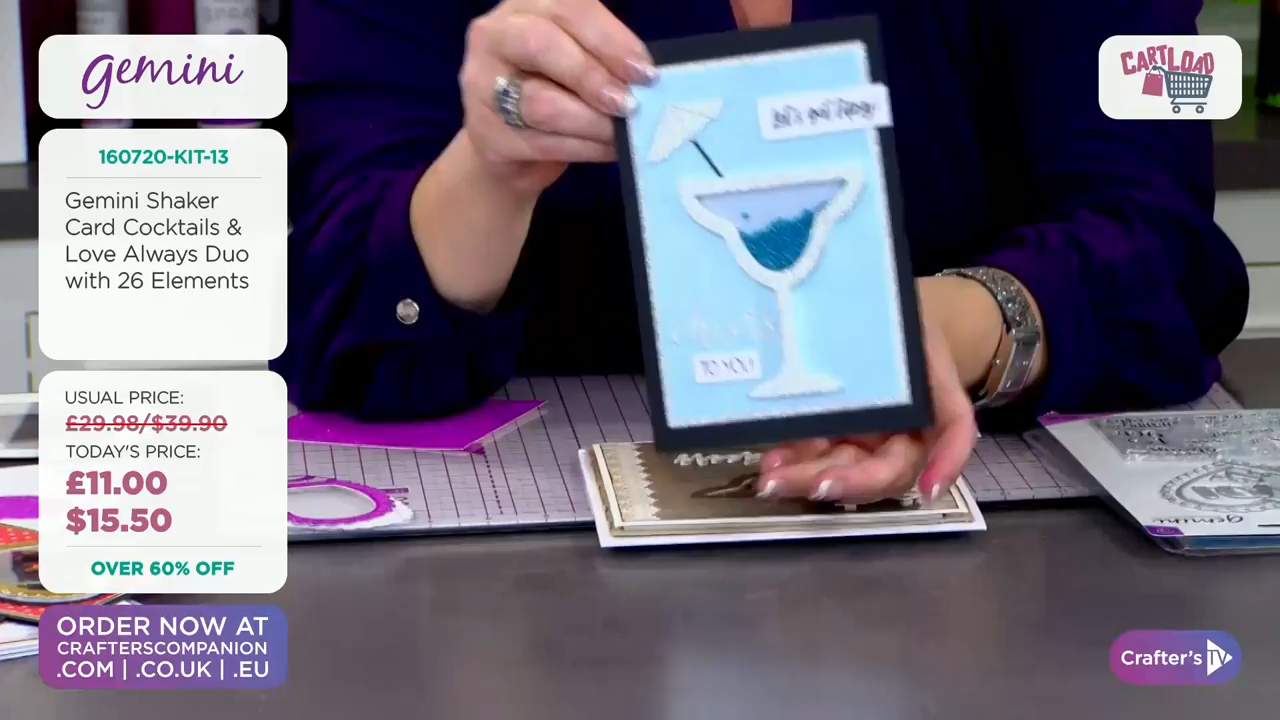 gemini
160720-KIT-13
Gemini Shaker
Card Cocktails &
Love Always Duo
with 26 Elements
USUAL PRICE:
£29.98/$39.90
TODAY'S PRICE:
£11.00
$15.50
OVER 60% OFF
ORDER NOW AT
CRAFTERSCOMPANION
.COM | .CO.UK | .EU
CARTLOAD
TO YOU
gemini
Crafter's TV